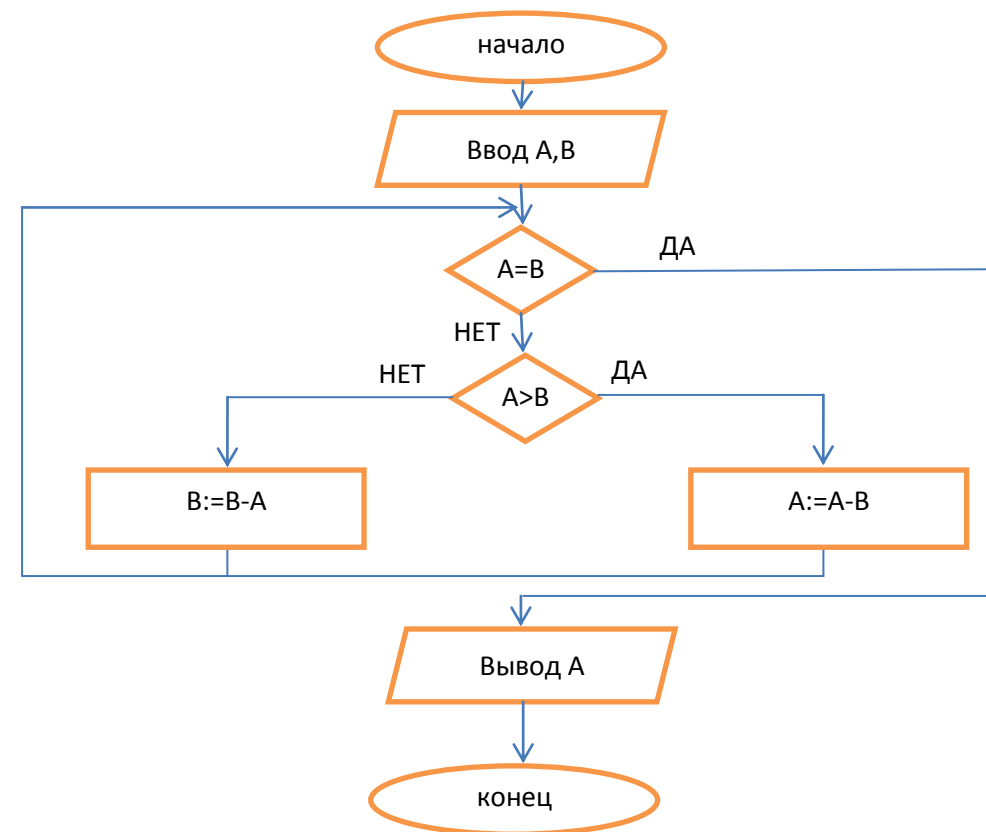 начало
Ввод A,B
A=B
ДА
НЕТ
НЕТ
A>B
ДА
B:=B-A
A:=A-B
Вывод A
конец